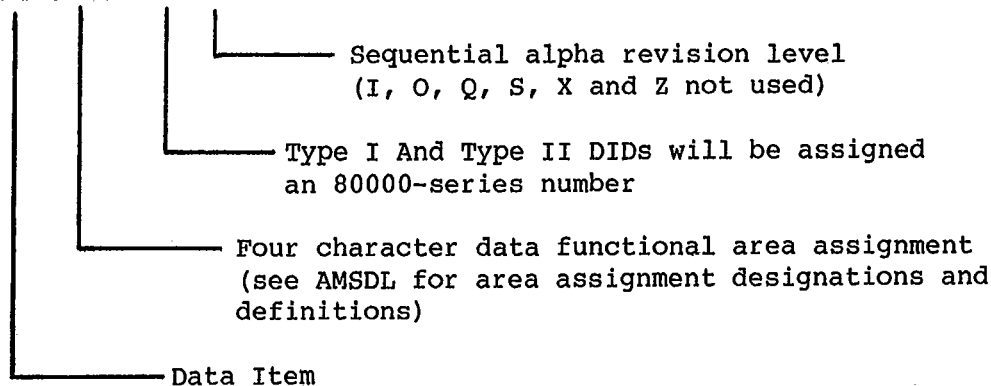 Sequential alpha revision level
(I, O, Q, S, X and Z not used)
Type I And Type II DIDs will be assigned
an 80000-series number
Four character data functional area assignment
(see AMSDL for area assignment designations and
definitions)
Data Item